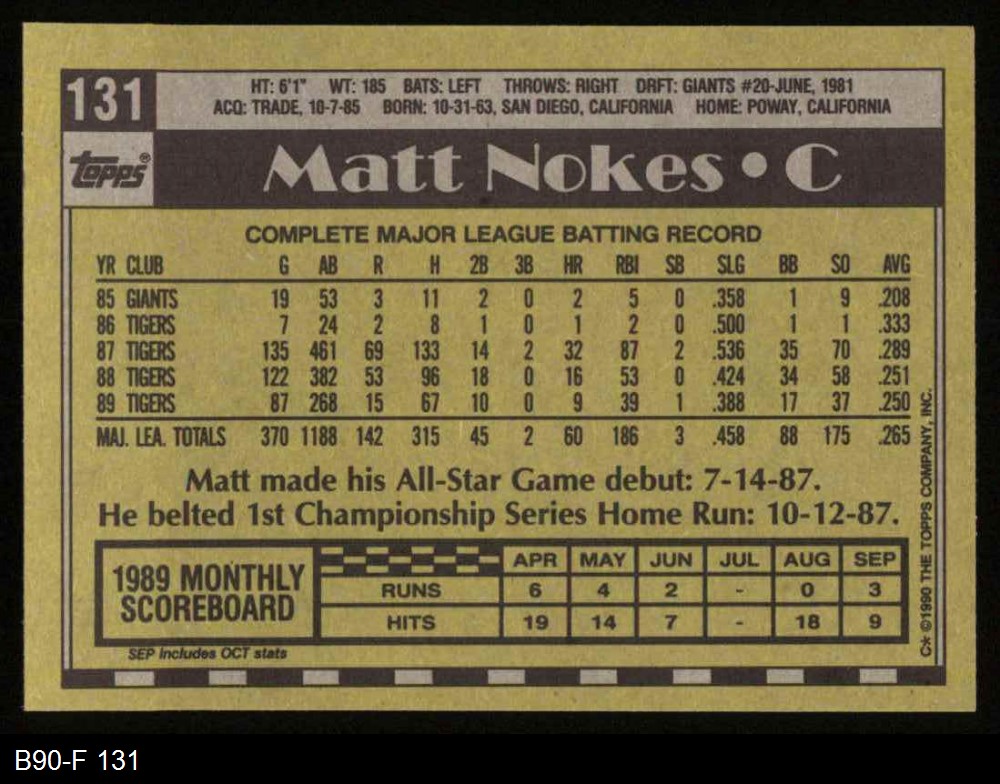 131
HT: 6'1" WT: 185 BATS: LEFT THROWS: RIGHT DRFT: GIANTS #20-JUNE, 1981
ACQ: TRADE, 10-7-85 BORN: 10-31-63, SAN DIEGO, CALIFORNIA HOME: POWAY, CALIFORNIA
topps®
Matt Nokes • C
COMPLETE MAJOR LEAGUE BATTING RECORD
YR CLUB G AB R H 2B 3B HR RBI SB SLG BB SO AVG
85 GIANTS 19 53 3 11 2 0 2 5 0 .358 1 9 .208
86 TIGERS 7 24 2 8 1 0 1 2 0 .500 1 1 .333
87 TIGERS 135 461 69 133 14 2 32 87 2 .536 35 70 .289
88 TIGERS 122 382 53 96 18 0 16 53 0 .424 34 58 .251
89 TIGERS 87 268 15 67 10 0 9 39 1 .388 17 37 .250
MAJ. LEA. TOTALS 370 1188 142 315 45 2 60 186 3 .458 88 175 .265
Matt made his All-Star Game debut: 7-14-87.
He belted 1st Championship Series Home Run: 10-12-87.
1989 MONTHLY
SCOREBOARD
APR MAY JUN JUL AUG SEP
RUNS 6 4 2 - 0 3
HITS 19 14 7 - 18 9
SEP includes OCT stats
C* ©1990 THE TOPPS COMPANY, INC.
B90-F 131